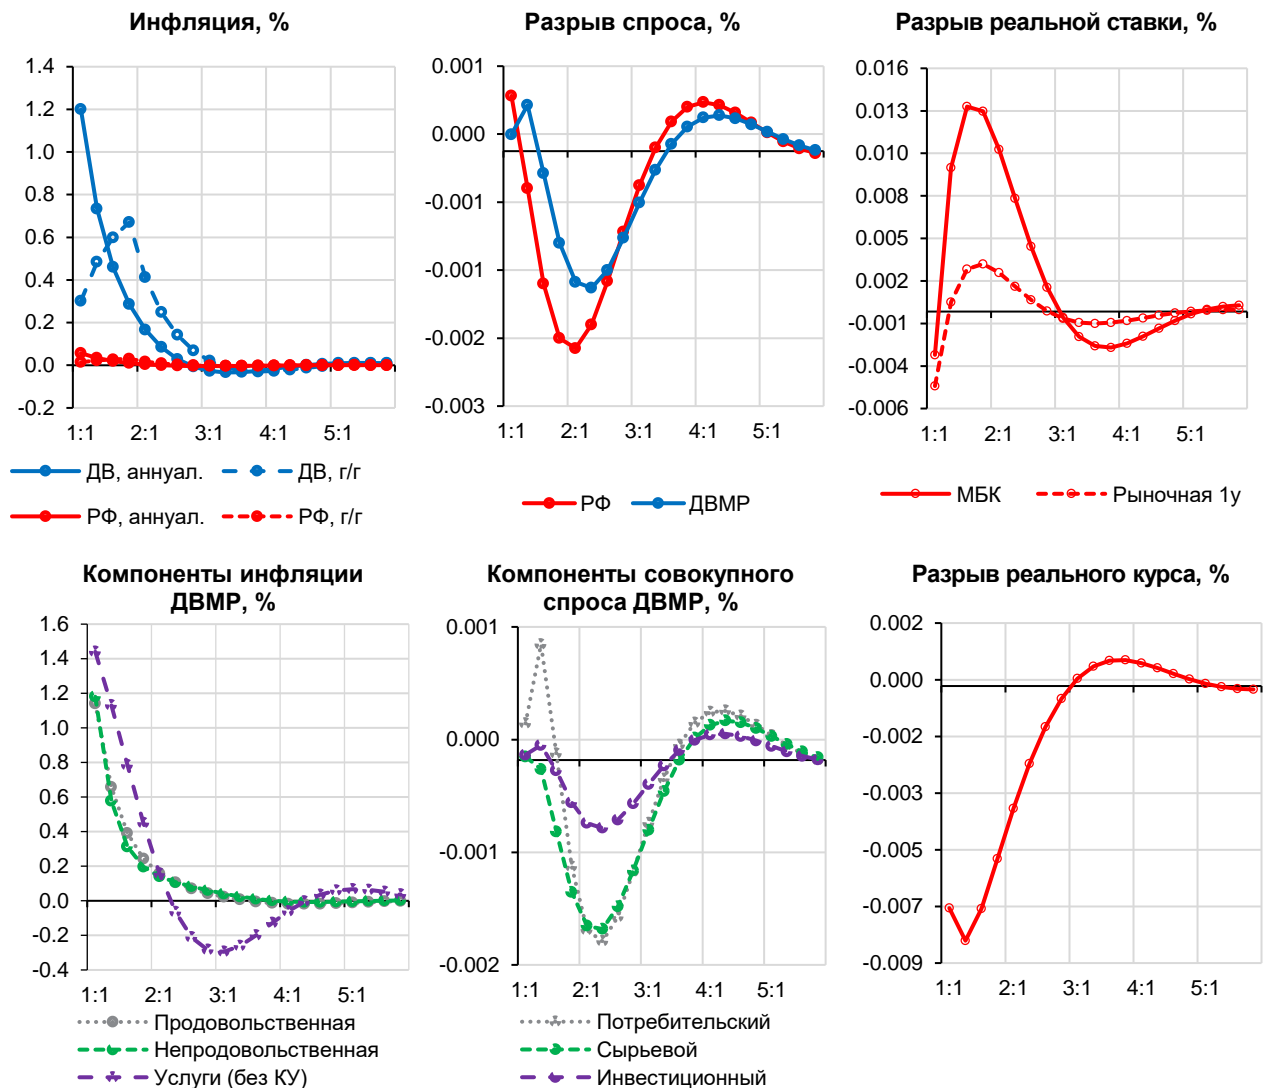 Инфляция, %
1.4
1.2
1.0
0.8
0.6
0.4
0.2
0.0
-0.2
1:1 2:1 3:1 4:1 5:1
ДВ, аннуал. ДВ, г/г
РФ, аннуал. РФ, г/г
Разрыв спроса, %
0.001
0.000
-0.001
-0.001
-0.002
-0.003
1:1 2:1 3:1 4:1 5:1
РФ ДВМР
Разрыв реальной ставки, %
0.016
0.013
0.010
0.008
0.005
0.002
-0.001
-0.004
-0.006
1:1 2:1 3:1 4:1 5:1
МБК Рыночная 1у
Компоненты инфляции
ДВМР, %
1.6
1.4
1.2
1.0
0.8
0.6
0.4
0.2
0.0
-0.2
-0.4
1:1 2:1 3:1 4:1 5:1
Продовольственная
Непродовольственная
Услуги (без КУ)
Компоненты совокупного
спроса ДВМР, %
0.001
0.000
-0.001
-0.002
1:1 2:1 3:1 4:1 5:1
Потребительский
Сырьевой
Инвестиционный
Разрыв реального курса, %
0.002
0.000
-0.002
-0.003
-0.005
-0.007
-0.009
1:1 2:1 3:1 4:1 5:1